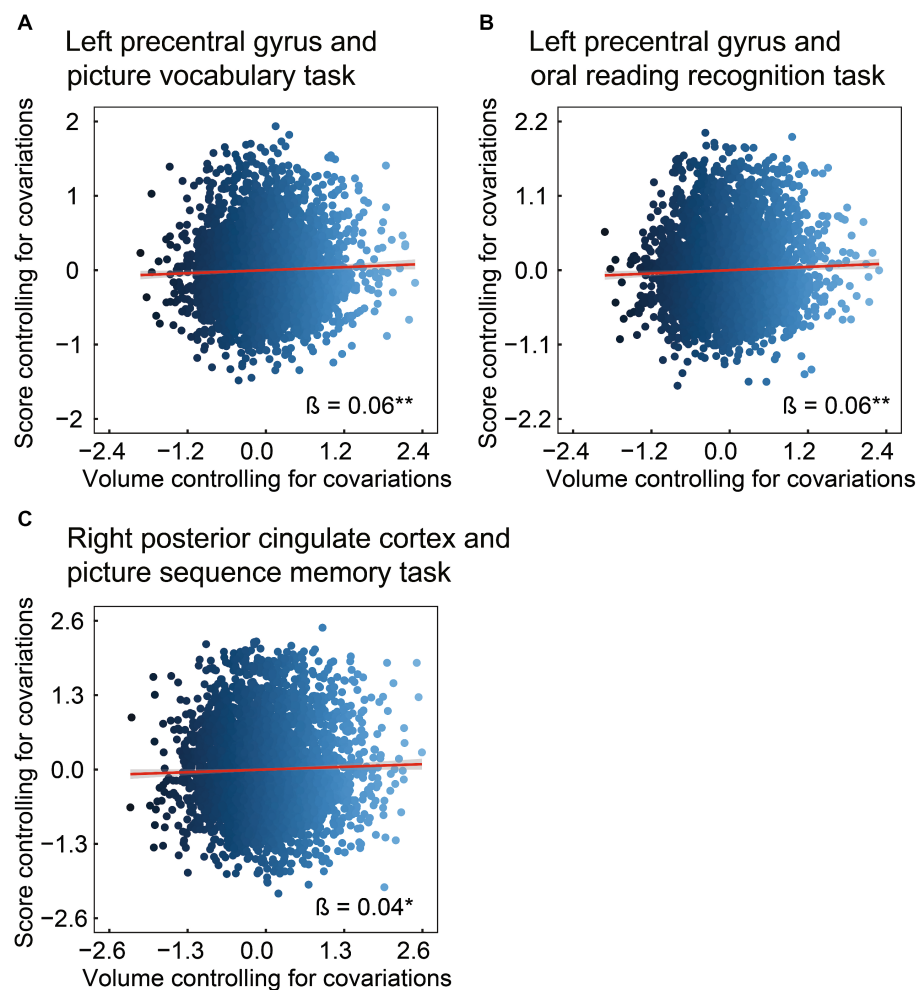 A
Left precentral gyrus and
picture vocabulary task
Score controlling for covariations
2
1
0
−1
−2
ß = 0.06**
−2.4 −1.2 0.0 1.2 2.4
Volume controlling for covariations
B
Left precentral gyrus and
oral reading recognition task
Score controlling for covariations
2.2
1.1
0.0
−1.1
−2.2
ß = 0.06**
−2.4 −1.2 0.0 1.2 2.4
Volume controlling for covariations
C
Right posterior cingulate cortex and
picture sequence memory task
Score controlling for covariations
2.6
1.3
0.0
−1.3
−2.6
ß = 0.04*
−2.6 −1.3 0.0 1.3 2.6
Volume controlling for covariations